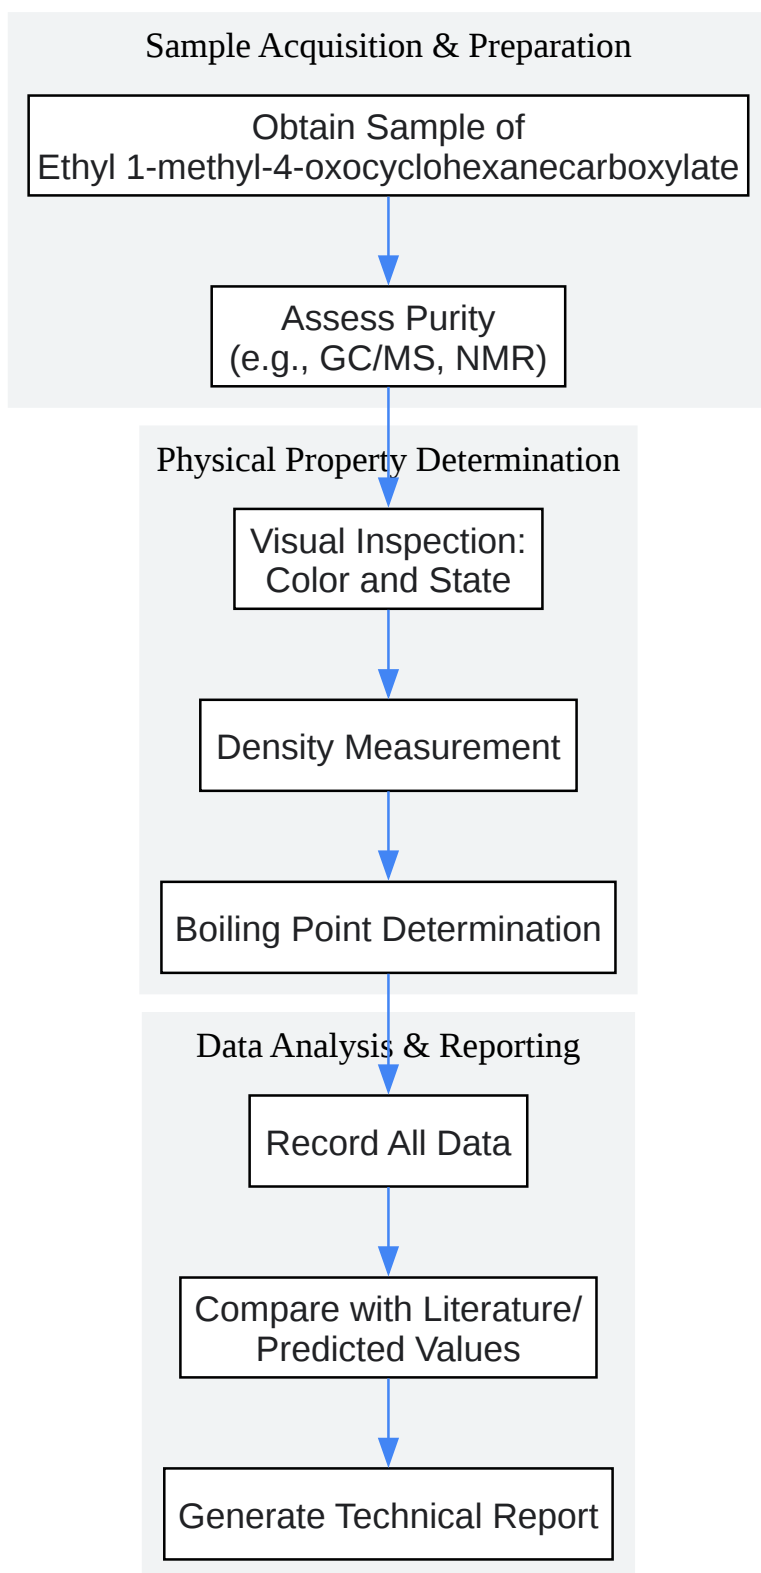 Sample Acquisition & Preparation
Obtain Sample of
Ethyl 1-methyl-4-oxocyclohexanecarboxylate
Assess Purity
(e.g., GC/MS, NMR)
Physical Property Determination
Visual Inspection:
Color and State
Density Measurement
Boiling Point Determination
Data Analysis & Reporting
Record All Data
Compare with Literature/
Predicted Values
Generate Technical Report